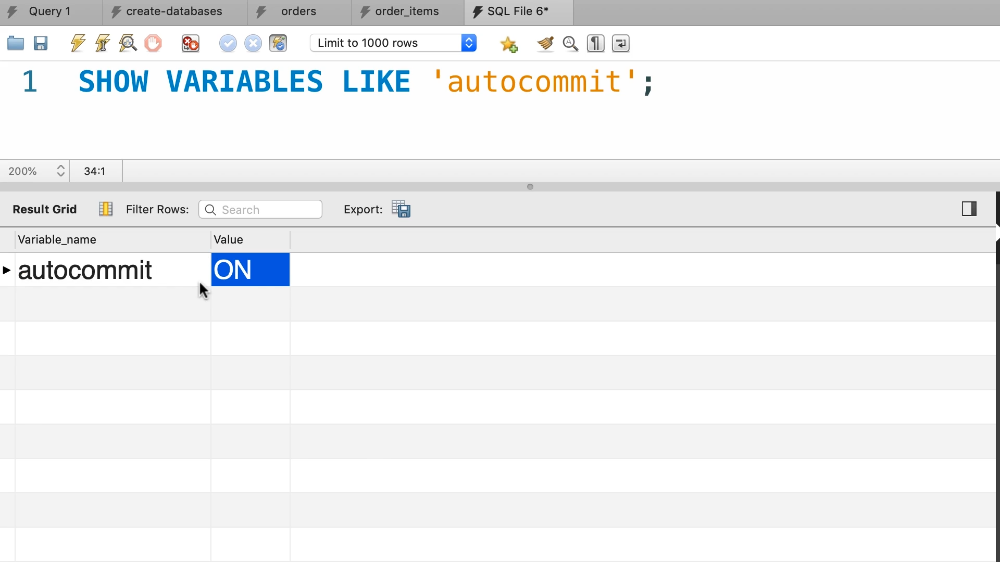 Query 1 create-databases orders order_items SQL File 6*
Limit to 1000 rows
1 SHOW VARIABLES LIKE 'autocommit';
200% 34:1
Result Grid Filter Rows: Search Export:
Variable_name Value
autocommit ON